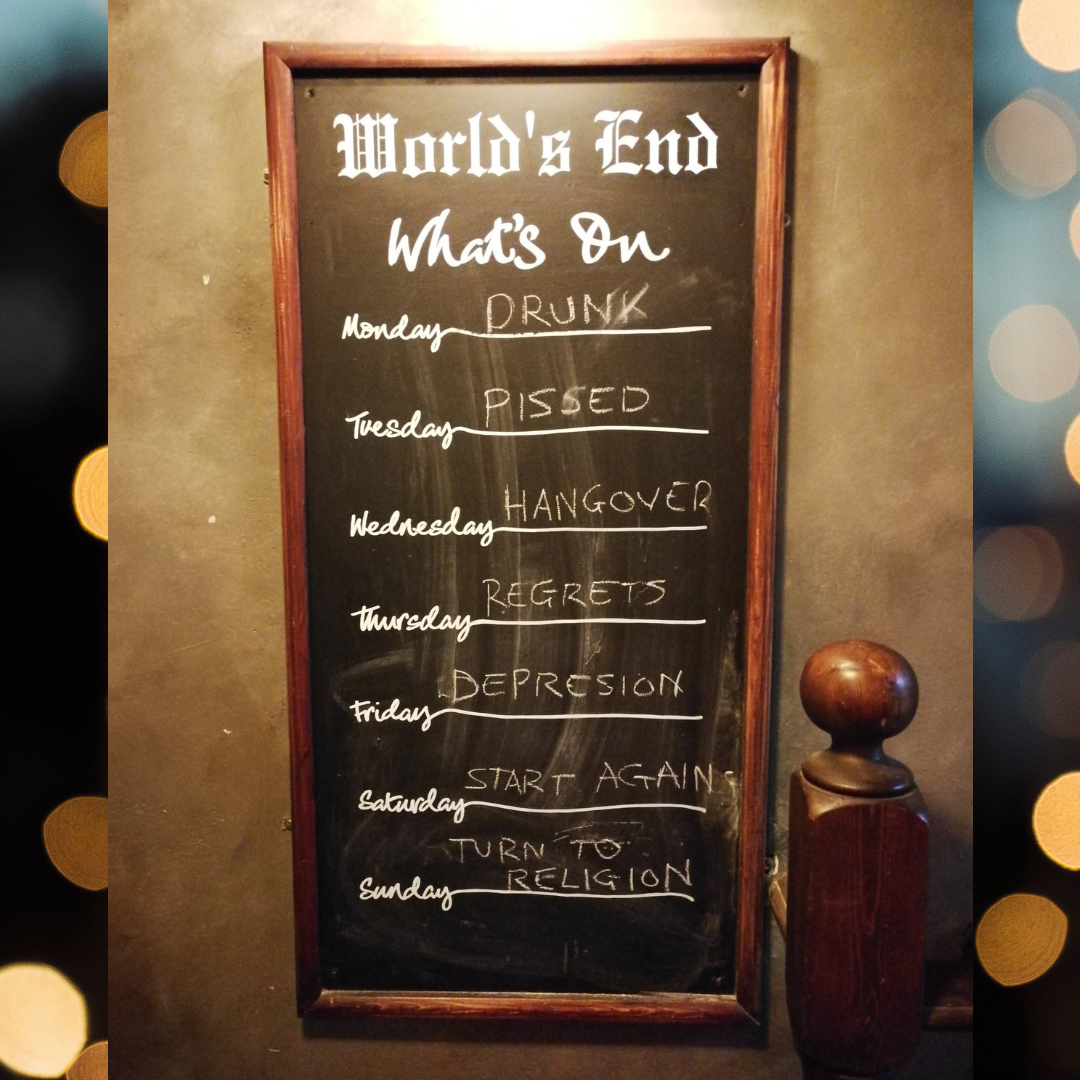 World's End
What's On
Monday DRUNK
Tuesday PISSED
Wednesday HANGOVER
Thursday REGRETS
Friday DEPRESION
Saturday START AGAIN
TURN TO
Sunday RELIGION